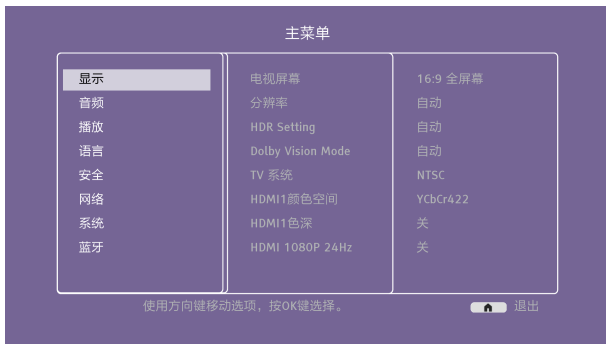 主菜单
显示 电视屏幕 16:9 全屏幕
音频 分辨率 自动
播放 HDR Setting 自动
语言 Dolby Vision Mode 自动
安全 TV 系统 NTSC
网络 HDMI1颜色空间 YCbCr422
系统 HDMI1色深 关
蓝牙 HDMI 1080P 24Hz 关
使用方向键移动选项，按OK键选择。 退出